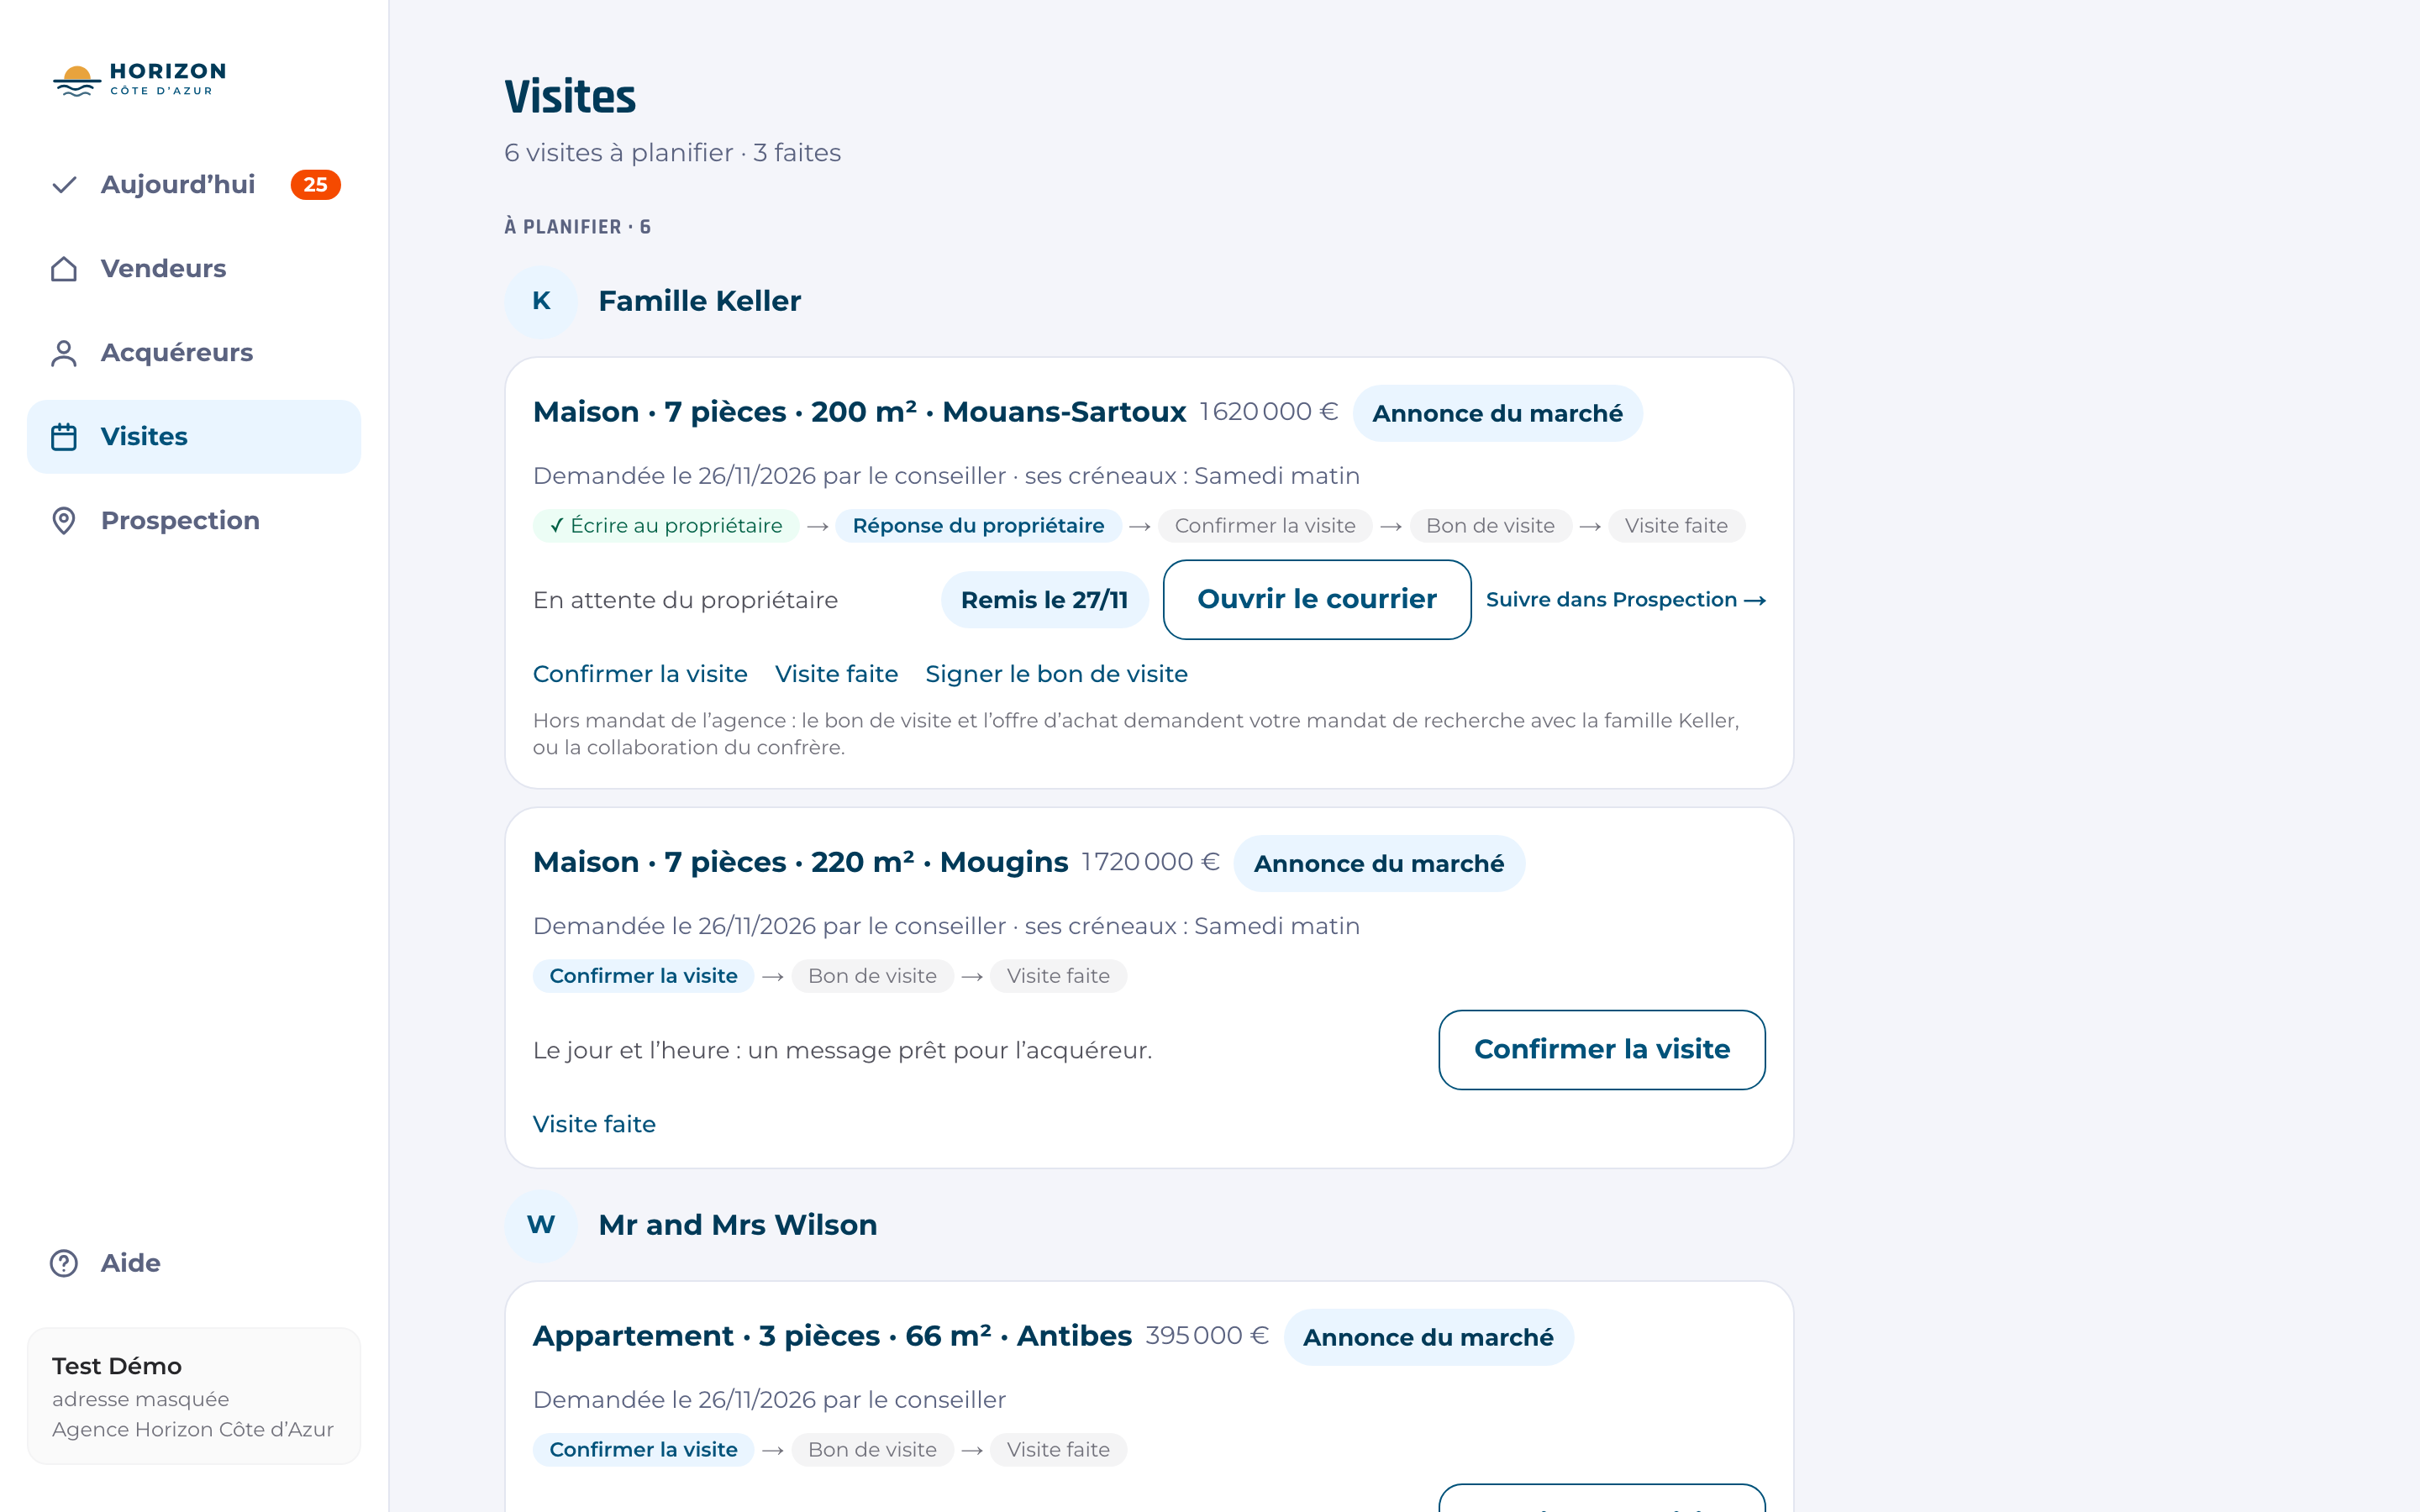 HORIZON
CÔTE D’AZUR
Aujourd’hui 25
Vendeurs
Acquéreurs
Visites
Prospection
Aide
Test Démo
adresse masquée
Agence Horizon Côte d’Azur
Visites
6 visites à planifier · 3 faites
À PLANIFIER · 6
K Famille Keller
Maison · 7 pièces · 200 m² · Mouans-Sartoux 1 620 000 € Annonce du marché
Demandée le 26/11/2026 par le conseiller · ses créneaux : Samedi matin
✓ Écrire au propriétaire → Réponse du propriétaire → Confirmer la visite → Bon de visite → Visite faite
En attente du propriétaire Remis le 27/11 Ouvrir le courrier Suivre dans Prospection →
Confirmer la visite Visite faite Signer le bon de visite
Hors mandat de l’agence : le bon de visite et l’offre d’achat demandent votre mandat de recherche avec la famille Keller,
ou la collaboration du confrère.
Maison · 7 pièces · 220 m² · Mougins 1 720 000 € Annonce du marché
Demandée le 26/11/2026 par le conseiller · ses créneaux : Samedi matin
Confirmer la visite → Bon de visite → Visite faite
Le jour et l’heure : un message prêt pour l’acquéreur. Confirmer la visite
Visite faite
W Mr and Mrs Wilson
Appartement · 3 pièces · 66 m² · Antibes 395 000 € Annonce du marché
Demandée le 26/11/2026 par le conseiller
Confirmer la visite → Bon de visite → Visite faite